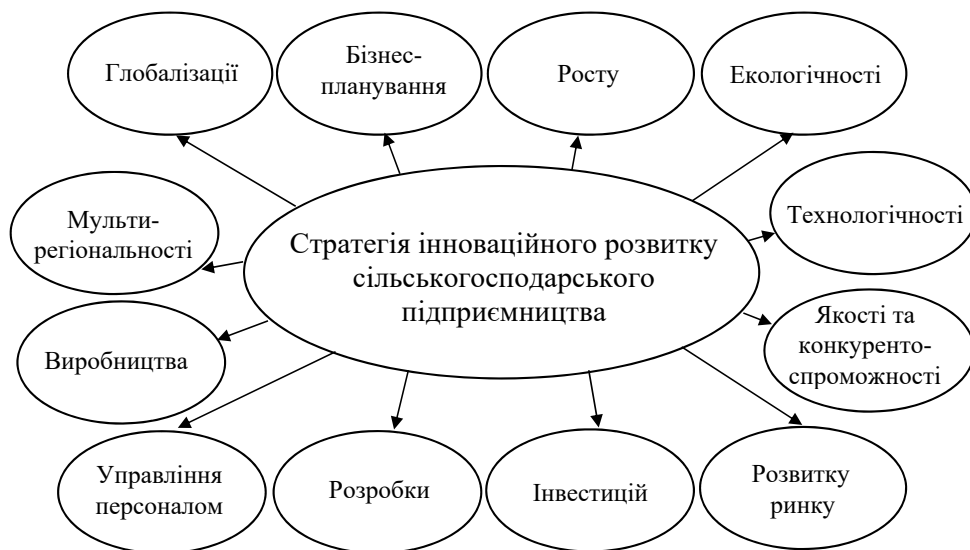 Глобалізації
Бізнес-
планування
Росту
Екологічності
Мульти-
регіональності
Стратегія інноваційного розвитку
сільськогосподарського
підприємництва
Технологічності
Виробництва
Якості та
конкуренто-
спроможності
Управління
персоналом
Розробки
Інвестицій
Розвитку
ринку